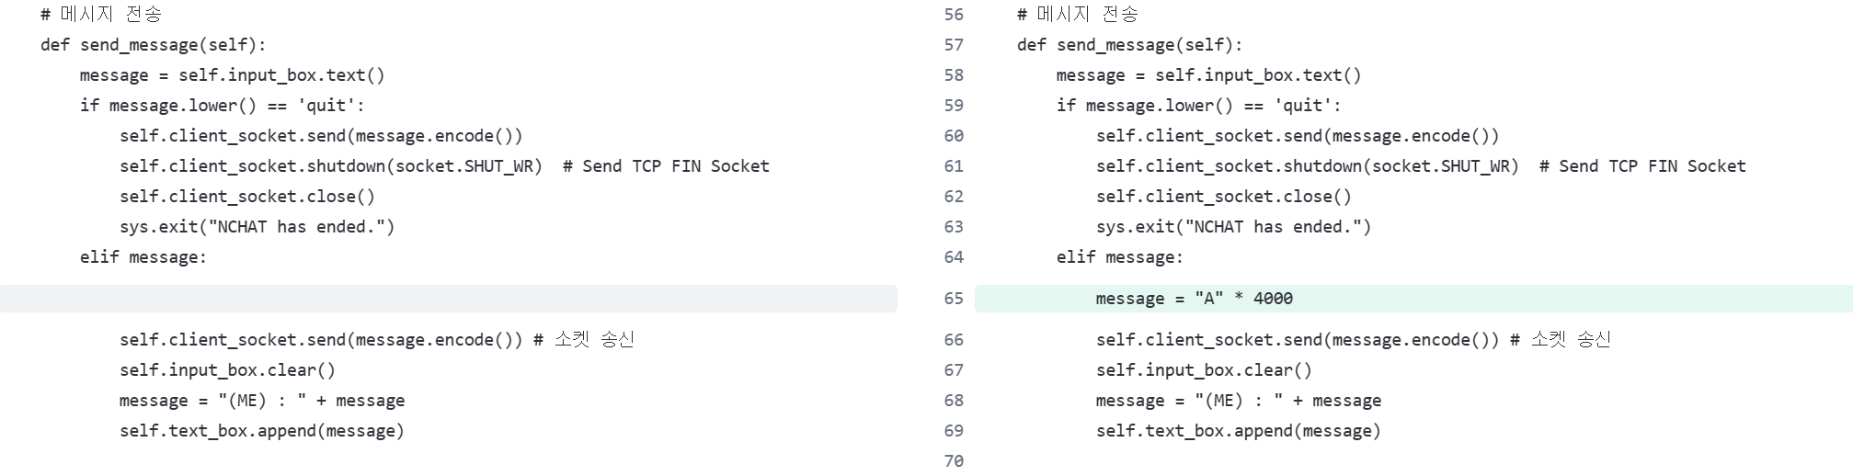 # 메시지 전송
def send_message(self):
    message = self.input_box.text()
    if message.lower() == 'quit':
        self.client_socket.send(message.encode())
        self.client_socket.shutdown(socket.SHUT_WR)  # Send TCP FIN Socket
        self.client_socket.close()
        sys.exit("NCHAT has ended.")
    elif message:
        self.client_socket.send(message.encode()) # 소켓 송신
        self.input_box.clear()
        message = "(ME) : " + message
        self.text_box.append(message)
56    # 메시지 전송
57    def send_message(self):
58        message = self.input_box.text()
59        if message.lower() == 'quit':
60            self.client_socket.send(message.encode())
61            self.client_socket.shutdown(socket.SHUT_WR)  # Send TCP FIN Socket
62            self.client_socket.close()
63            sys.exit("NCHAT has ended.")
64        elif message:
65            message = "A" * 4000
66            self.client_socket.send(message.encode()) # 소켓 송신
67            self.input_box.clear()
68            message = "(ME) : " + message
69            self.text_box.append(message)
70